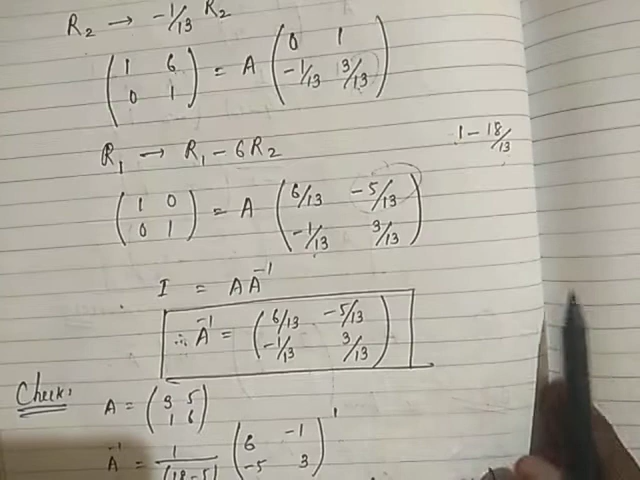 R₂ → -1/13 R₂
(1 6 / 0 1) = A (0 1 / -1/13 3/13)
R₁ → R₁ - 6R₂
1 - 18/13
(1 0 / 0 1) = A (6/13 -5/13 / -1/13 3/13)
I = AA⁻¹
∴ A⁻¹ = (6/13 -5/13 / -1/13 3/13)
Check: A = (3 5 / 1 6)
A⁻¹ = 1/(18-5) (6 -1 / -5 3)'